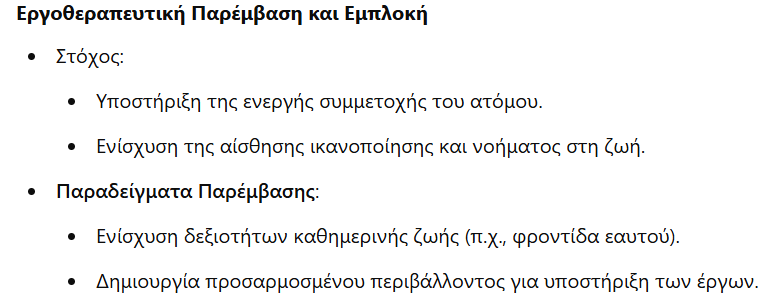 Εργοθεραπευτική Παρέμβαση και Εμπλοκή
• Στόχος:
• Υποστήριξη της ενεργής συμμετοχής του ατόμου.
• Ενίσχυση της αίσθησης ικανοποίησης και νοήματος στη ζωή.
• Παραδείγματα Παρέμβασης:
• Ενίσχυση δεξιοτήτων καθημερινής ζωής (π.χ., φροντίδα εαυτού).
• Δημιουργία προσαρμοσμένου περιβάλλοντος για υποστήριξη των έργων.